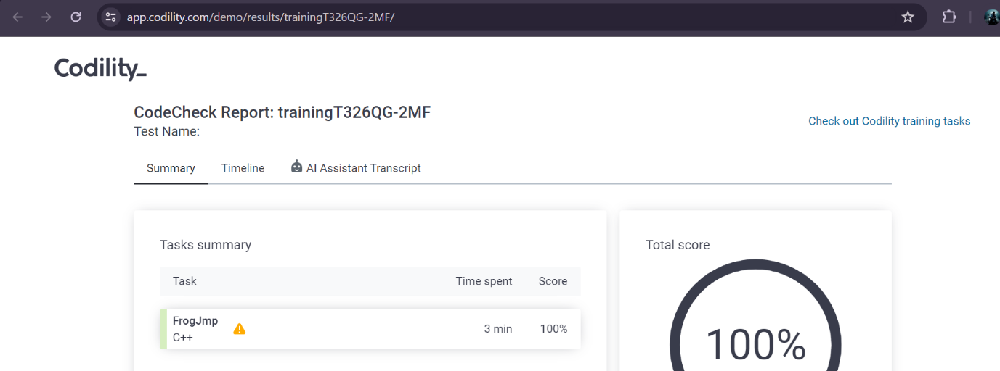 app.codility.com/demo/results/trainingT326QG-2MF/
Codility_
CodeCheck Report: trainingT326QG-2MF
Test Name:
Check out Codility training tasks
Summary
Timeline
AI Assistant Transcript
Tasks summary
Task Time spent Score
FrogJmp
C++
3 min 100%
Total score
100%